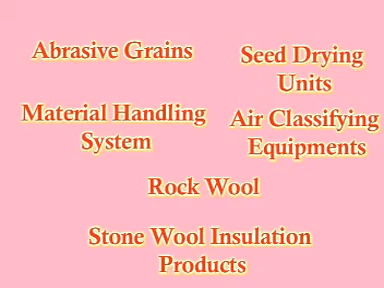 Abrasive Grains
Seed Drying
Units
Material Handling
System
Air Classifying
Equipments
Rock Wool
Stone Wool Insulation
Products